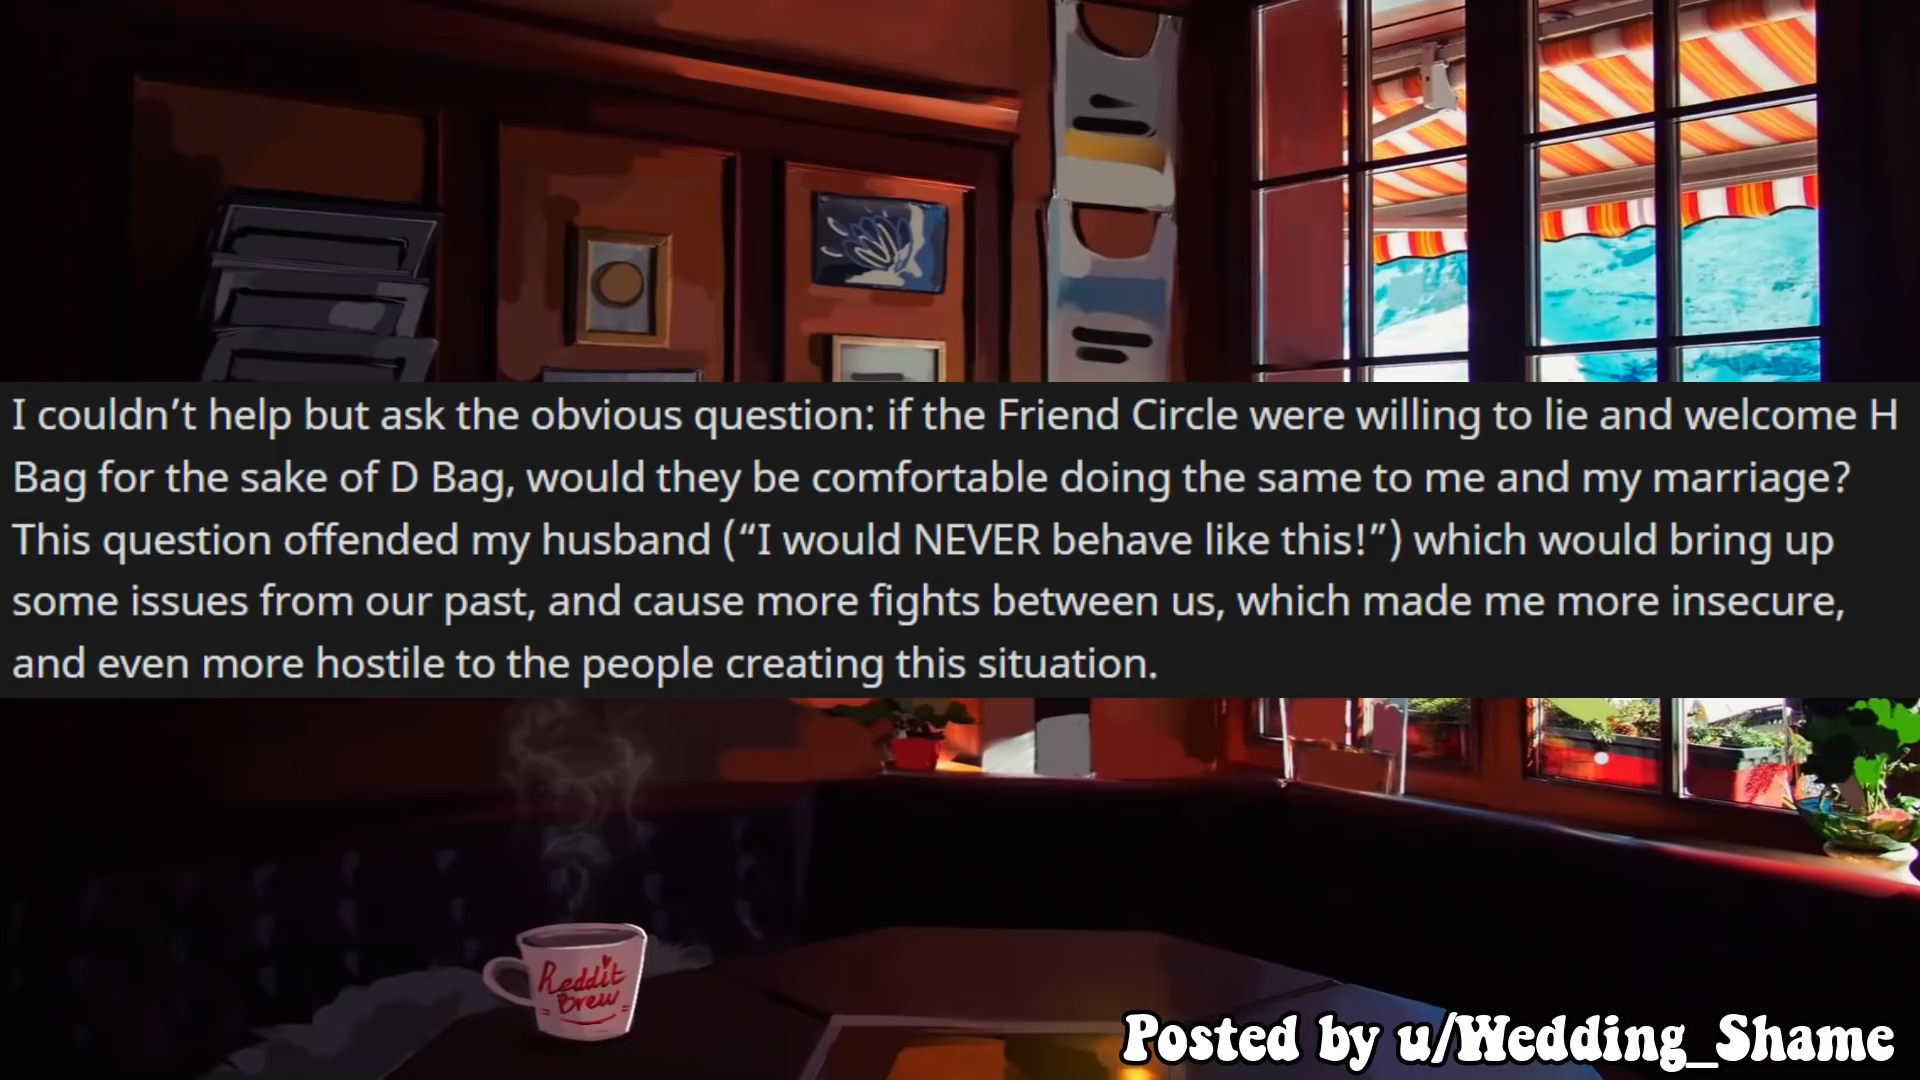 I couldn’t help but ask the obvious question: if the Friend Circle were willing to lie and welcome H
Bag for the sake of D Bag, would they be comfortable doing the same to me and my marriage?
This question offended my husband (“I would NEVER behave like this!”) which would bring up
some issues from our past, and cause more fights between us, which made me more insecure,
and even more hostile to the people creating this situation.
Reddit
Brew
Posted by u/Wedding_Shame